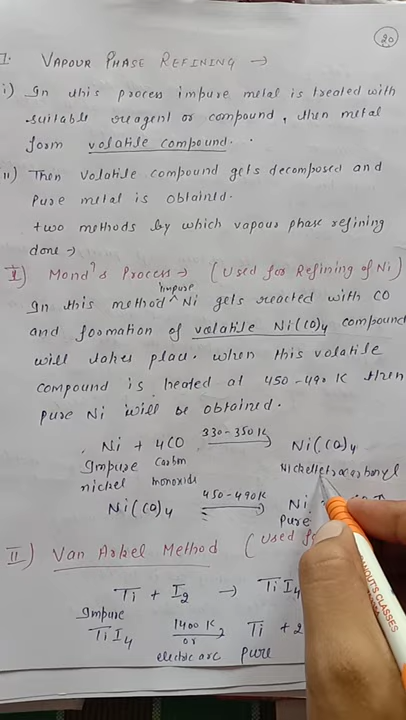 20
I. VAPOUR PHASE REFINING →
i) In this process impure metal is treated with
suitable reagent or compound, then metal
form volatile compound.
ii) Then volatile compound gets decomposed and
Pure metal is obtained.
two methods by which vapour phase refining
done →
I) Mond's Process → (Used for Refining of Ni)
In this method impure Ni gets reacted with CO
and formation of volatile Ni(CO)4 compound
will takes place. when this volatile
compound is heated at 450-490 K then
pure Ni will be obtained.
Ni + 4CO 330-350K → Ni(CO)4
Impure nickel Carbon monoxide Nickel
Ni(CO)4 450-490K Ni
Pure
II) Van Arkel Method (Used
Ti + I2 → TiI4
Impure
TiI4 1400 K or electric arc Ti + 2
pure